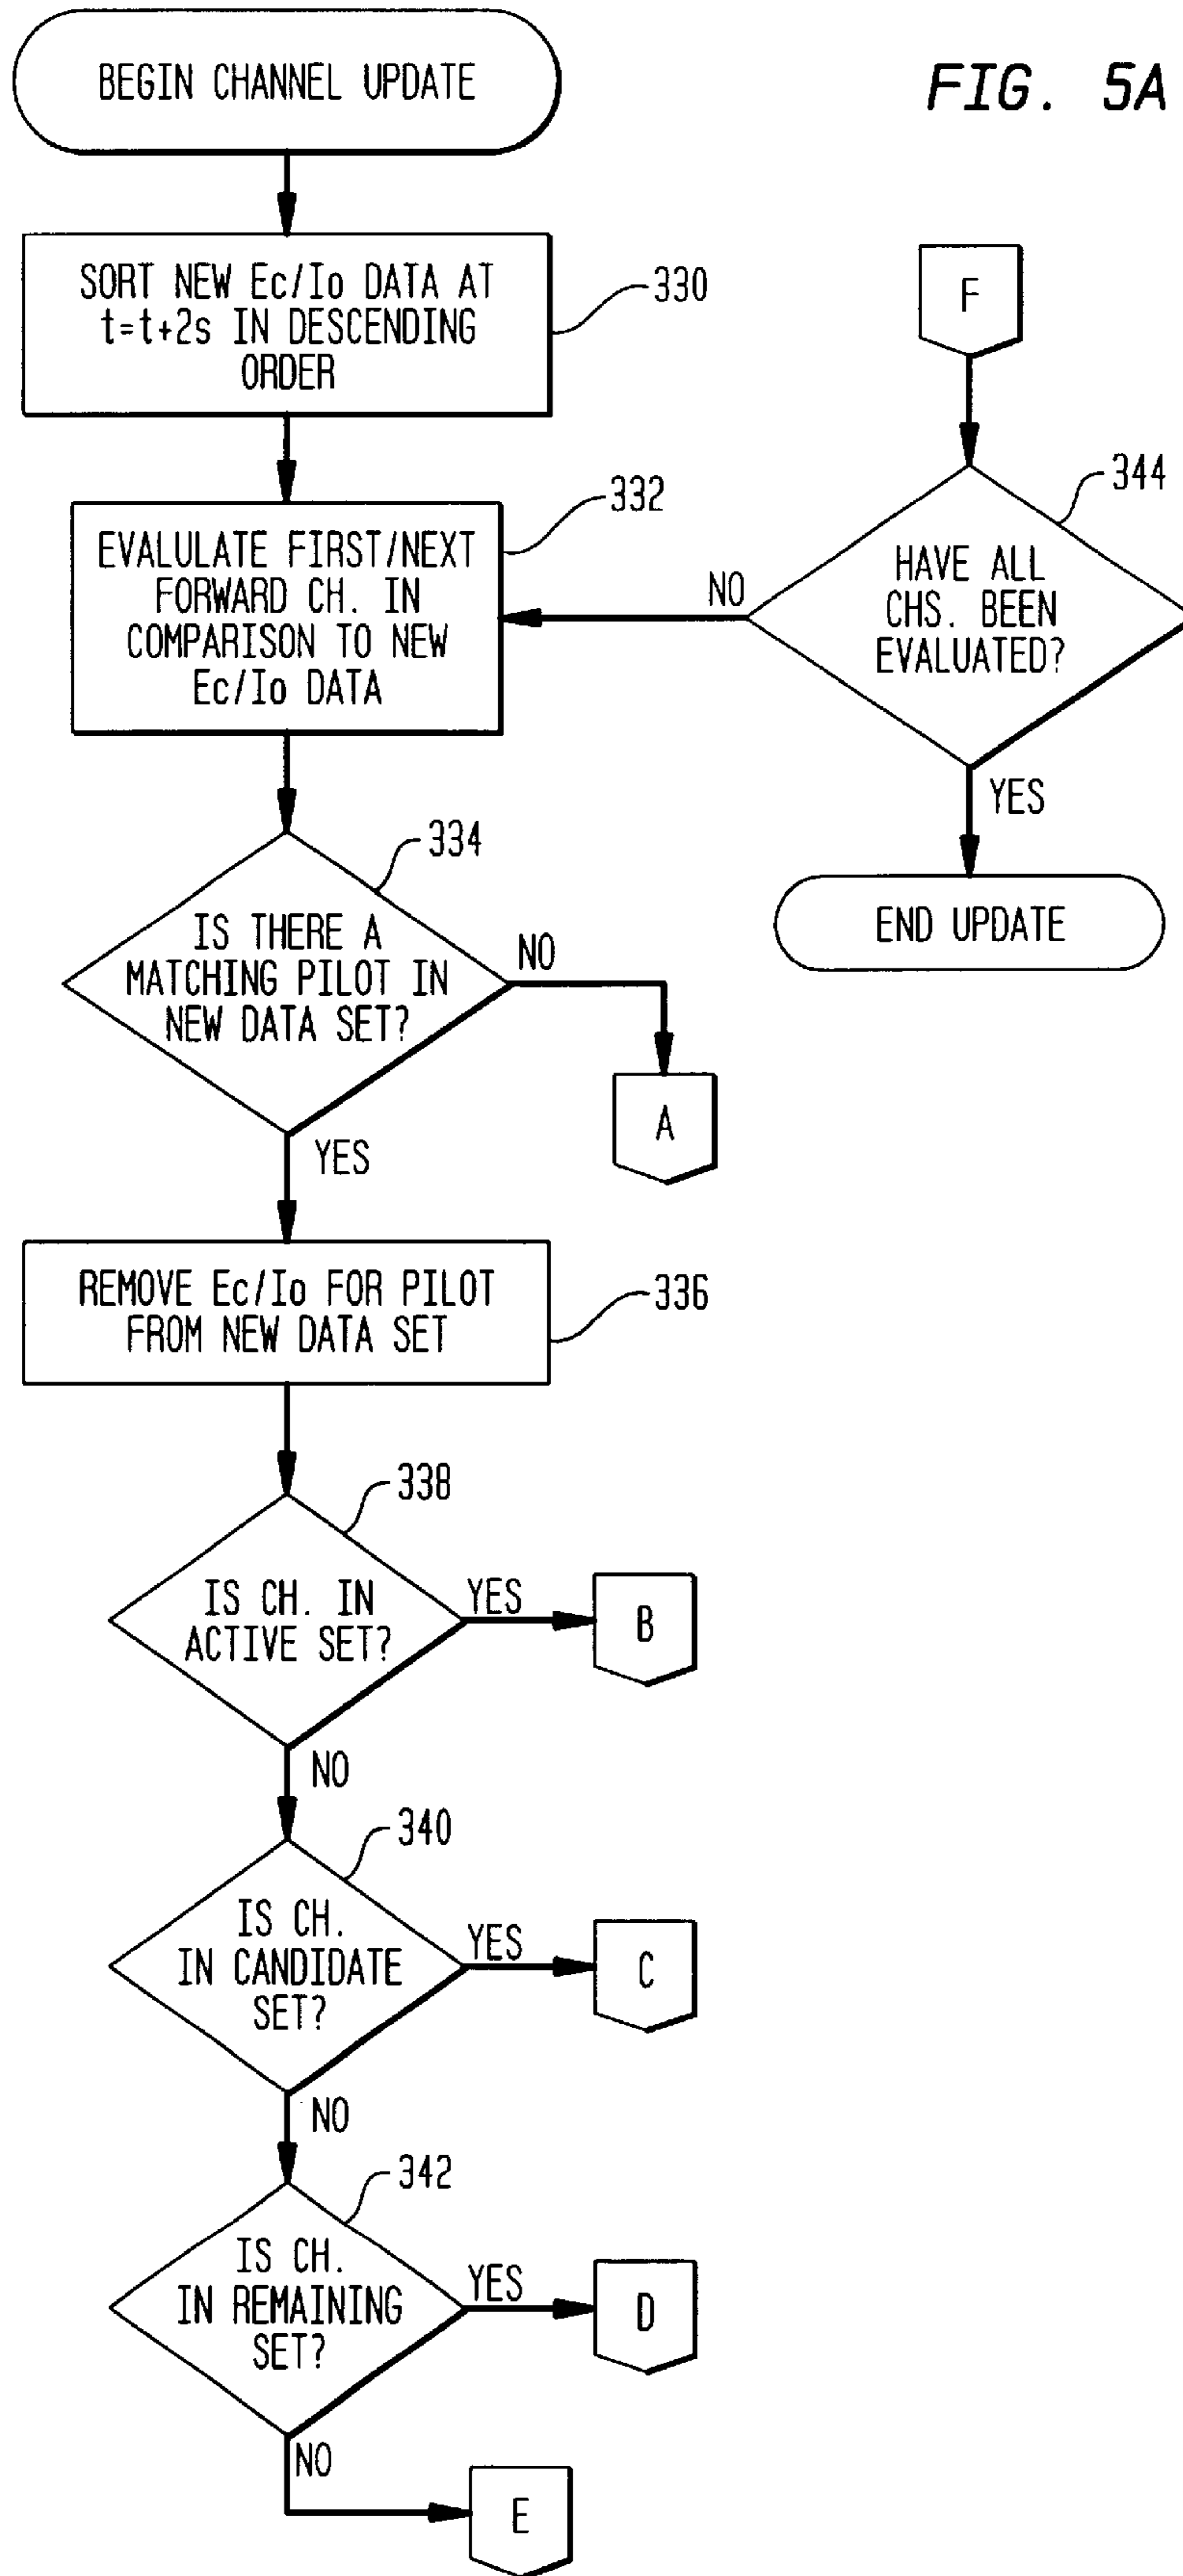 FIG. 5A
BEGIN CHANNEL UPDATE
SORT NEW Ec/Io DATA AT
t=t+2s IN DESCENDING
ORDER
330
EVALULATE FIRST/NEXT
FORWARD CH. IN
COMPARISON TO NEW
Ec/Io DATA
332
IS THERE A
MATCHING PILOT IN
NEW DATA SET?
334
NO
A
YES
REMOVE Ec/Io FOR PILOT
FROM NEW DATA SET
336
IS CH. IN
ACTIVE SET?
338
YES
B
NO
IS CH.
IN CANDIDATE
SET?
340
YES
C
NO
IS CH.
IN REMAINING
SET?
342
YES
D
NO
E
F
HAVE ALL
CHS. BEEN
EVALUATED?
344
NO
YES
END UPDATE